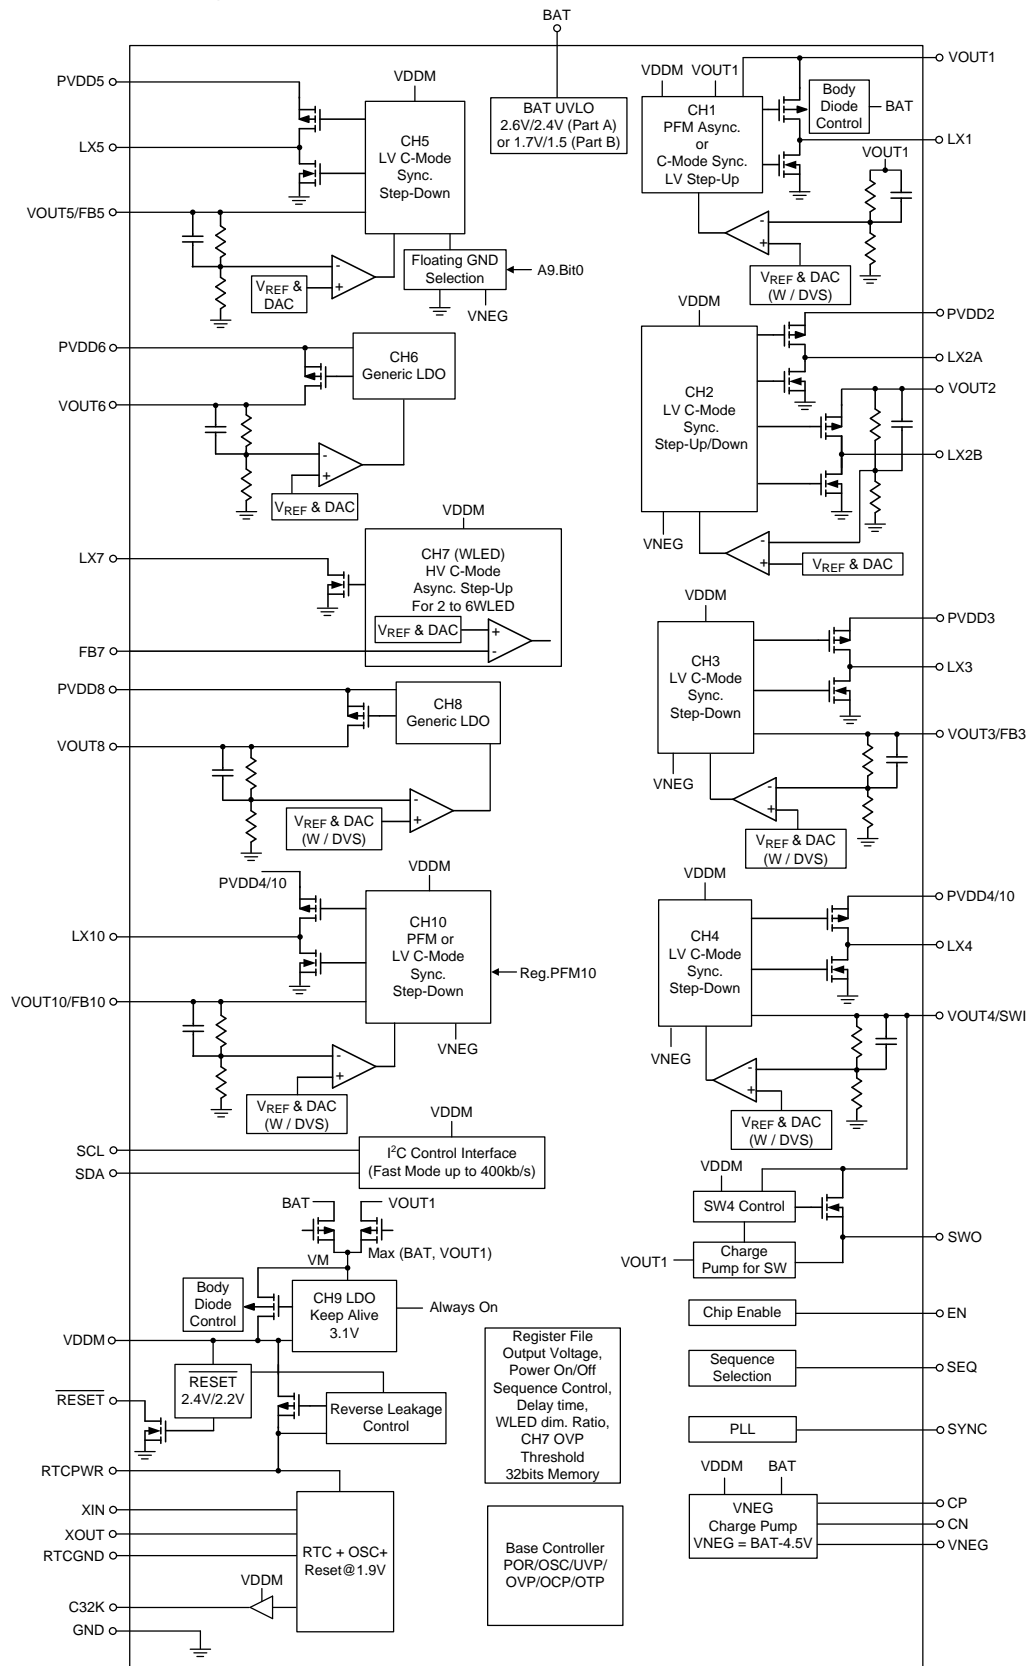 BAT
PVDD5
LX5
VOUT5/FB5
VDDM
CH5
LV C-Mode
Sync.
Step-Down
VREF &
DAC
-
+
Floating GND
Selection
A9.Bit0
VNEG
BAT UVLO
2.6V/2.4V (Part A)
or 1.7V/1.5 (Part B)
VDDM
VOUT1
CH1
PFM Async.
or
C-Mode Sync.
LV Step-Up
Body
Diode
Control
BAT
VOUT1
LX1
VOUT1
-
+
VREF & DAC
(W / DVS)
PVDD6
VOUT6
CH6
Generic LDO
-
+
VREF & DAC
VDDM
CH2
LV C-Mode
Sync.
Step-Up/Down
VNEG
PVDD2
LX2A
VOUT2
LX2B
-
+
VREF & DAC
LX7
FB7
VDDM
CH7 (WLED)
HV C-Mode
Async. Step-Up
For 2 to 6WLED
VREF & DAC
+
-
VDDM
CH3
LV C-Mode
Sync.
Step-Down
VNEG
PVDD3
LX3
VOUT3/FB3
-
+
VREF & DAC
(W / DVS)
PVDD8
VOUT8
CH8
Generic LDO
-
+
VREF & DAC
(W / DVS)
PVDD4/10
LX10
VOUT10/FB10
VDDM
CH10
PFM or
LV C-Mode
Sync.
Step-Down
Reg.PFM10
VNEG
-
+
VREF & DAC
(W / DVS)
VDDM
CH4
LV C-Mode
Sync.
Step-Down
VNEG
PVDD4/10
LX4
VOUT4/SWI
-
+
VREF & DAC
(W / DVS)
SCL
SDA
VDDM
I2C Control Interface
(Fast Mode up to 400kb/s)
VDDM
SW4 Control
VOUT1
Charge
Pump for SW
SWO
BAT
VOUT1
VM
Max (BAT, VOUT1)
Body
Diode
Control
CH9 LDO
Keep Alive
3.1V
Always On
VDDM
RESET
2.4V/2.2V
RESET
Reverse Leakage
Control
RTCPWR
Register File
Output Voltage,
Power On/Off
Sequence Control,
Delay time,
WLED dim. Ratio,
CH7 OVP
Threshold
32bits Memory
Chip Enable
EN
Sequence
Selection
SEQ
PLL
SYNC
VDDM
BAT
VNEG
Charge Pump
VNEG = BAT-4.5V
CP
CN
VNEG
XIN
XOUT
RTCGND
RTC + OSC+
Reset@1.9V
VDDM
C32K
GND
Base Controller
POR/OSC/UVP/
OVP/OCP/OTP